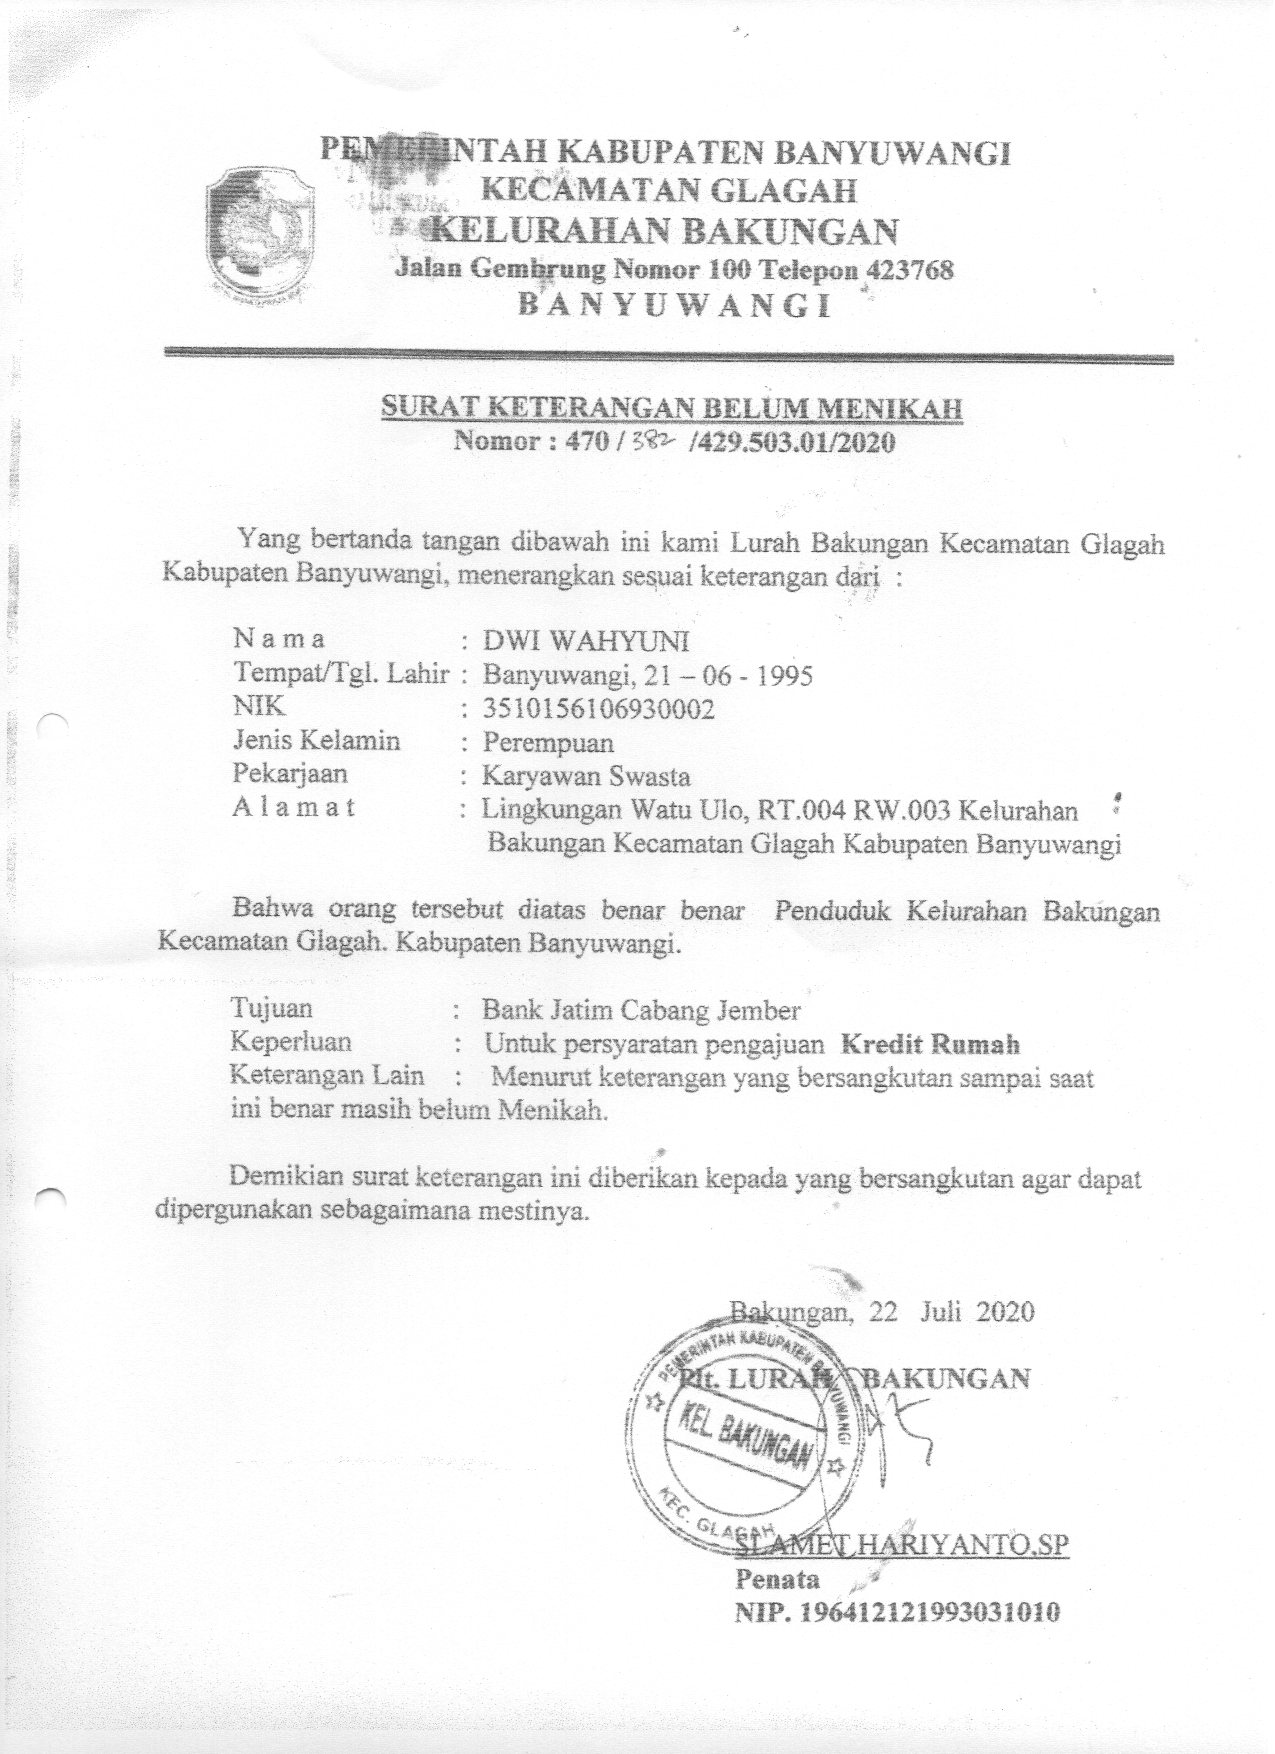 PEMERINTAH KABUPATEN BANYUWANGI
KECAMATAN GLAGAH
KELURAHAN BAKUNGAN
Jalan Gembrung Nomor 100 Telepon 423768
B A N Y U W A N G I
SURAT KETERANGAN BELUM MENIKAH
Nomor : 470 / 382 /429.503.01/2020
Yang bertanda tangan dibawah ini kami Lurah Bakungan Kecamatan Glagah
Kabupaten Banyuwangi, menerangkan sesuai keterangan dari :
N a m a : DWI WAHYUNI
Tempat/Tgl. Lahir : Banyuwangi, 21 – 06 - 1995
NIK : 3510156106930002
Jenis Kelamin : Perempuan
Pekarjaan : Karyawan Swasta
A l a m a t : Lingkungan Watu Ulo, RT.004 RW.003 Kelurahan
Bakungan Kecamatan Glagah Kabupaten Banyuwangi
Bahwa orang tersebut diatas benar benar Penduduk Kelurahan Bakungan
Kecamatan Glagah. Kabupaten Banyuwangi.
Tujuan : Bank Jatim Cabang Jember
Keperluan : Untuk persyaratan pengajuan Kredit Rumah
Keterangan Lain : Menurut keterangan yang bersangkutan sampai saat
ini benar masih belum Menikah.
Demikian surat keterangan ini diberikan kepada yang bersangkutan agar dapat
dipergunakan sebagaimana mestinya.
Bakungan, 22 Juli 2020
Plt. LURAH BAKUNGAN
PEMERINTAH KABUPATEN BANYUWANGI
KEL BAKUNGAN
KEC. GLAGAH
SLAMET HARIYANTO.SP
Penata
NIP. 196412121993031010